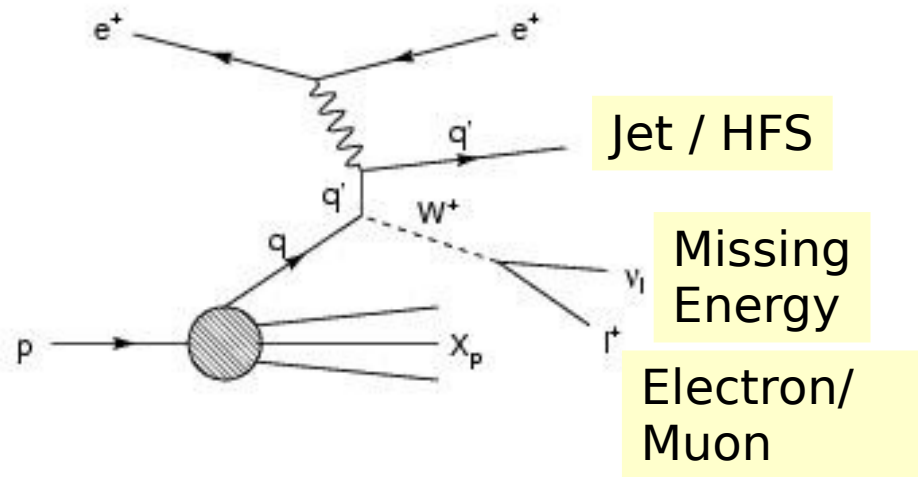 e⁺
e⁺
Jet / HFS
q'
q'
W⁺
q
Missing
Energy
νₗ
p
Xₚ
l⁺
Electron/
Muon